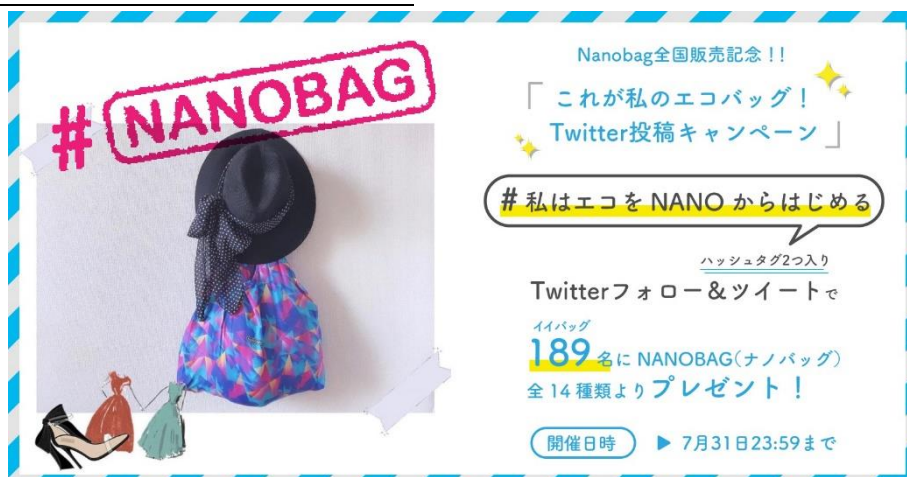 #NANOBAG
Nanobag全国販売記念!!
「これが私のエコバッグ!
Twitter投稿キャンペーン」
#私はエコをNANOからはじめる
ハッシュタグ2つ入り
Twitterフォロー&ツイートで
イイバッグ
189名にNANOBAG(ナノバッグ)
全14種類よりプレゼント!
開催日時 ▶ 7月31日23:59まで